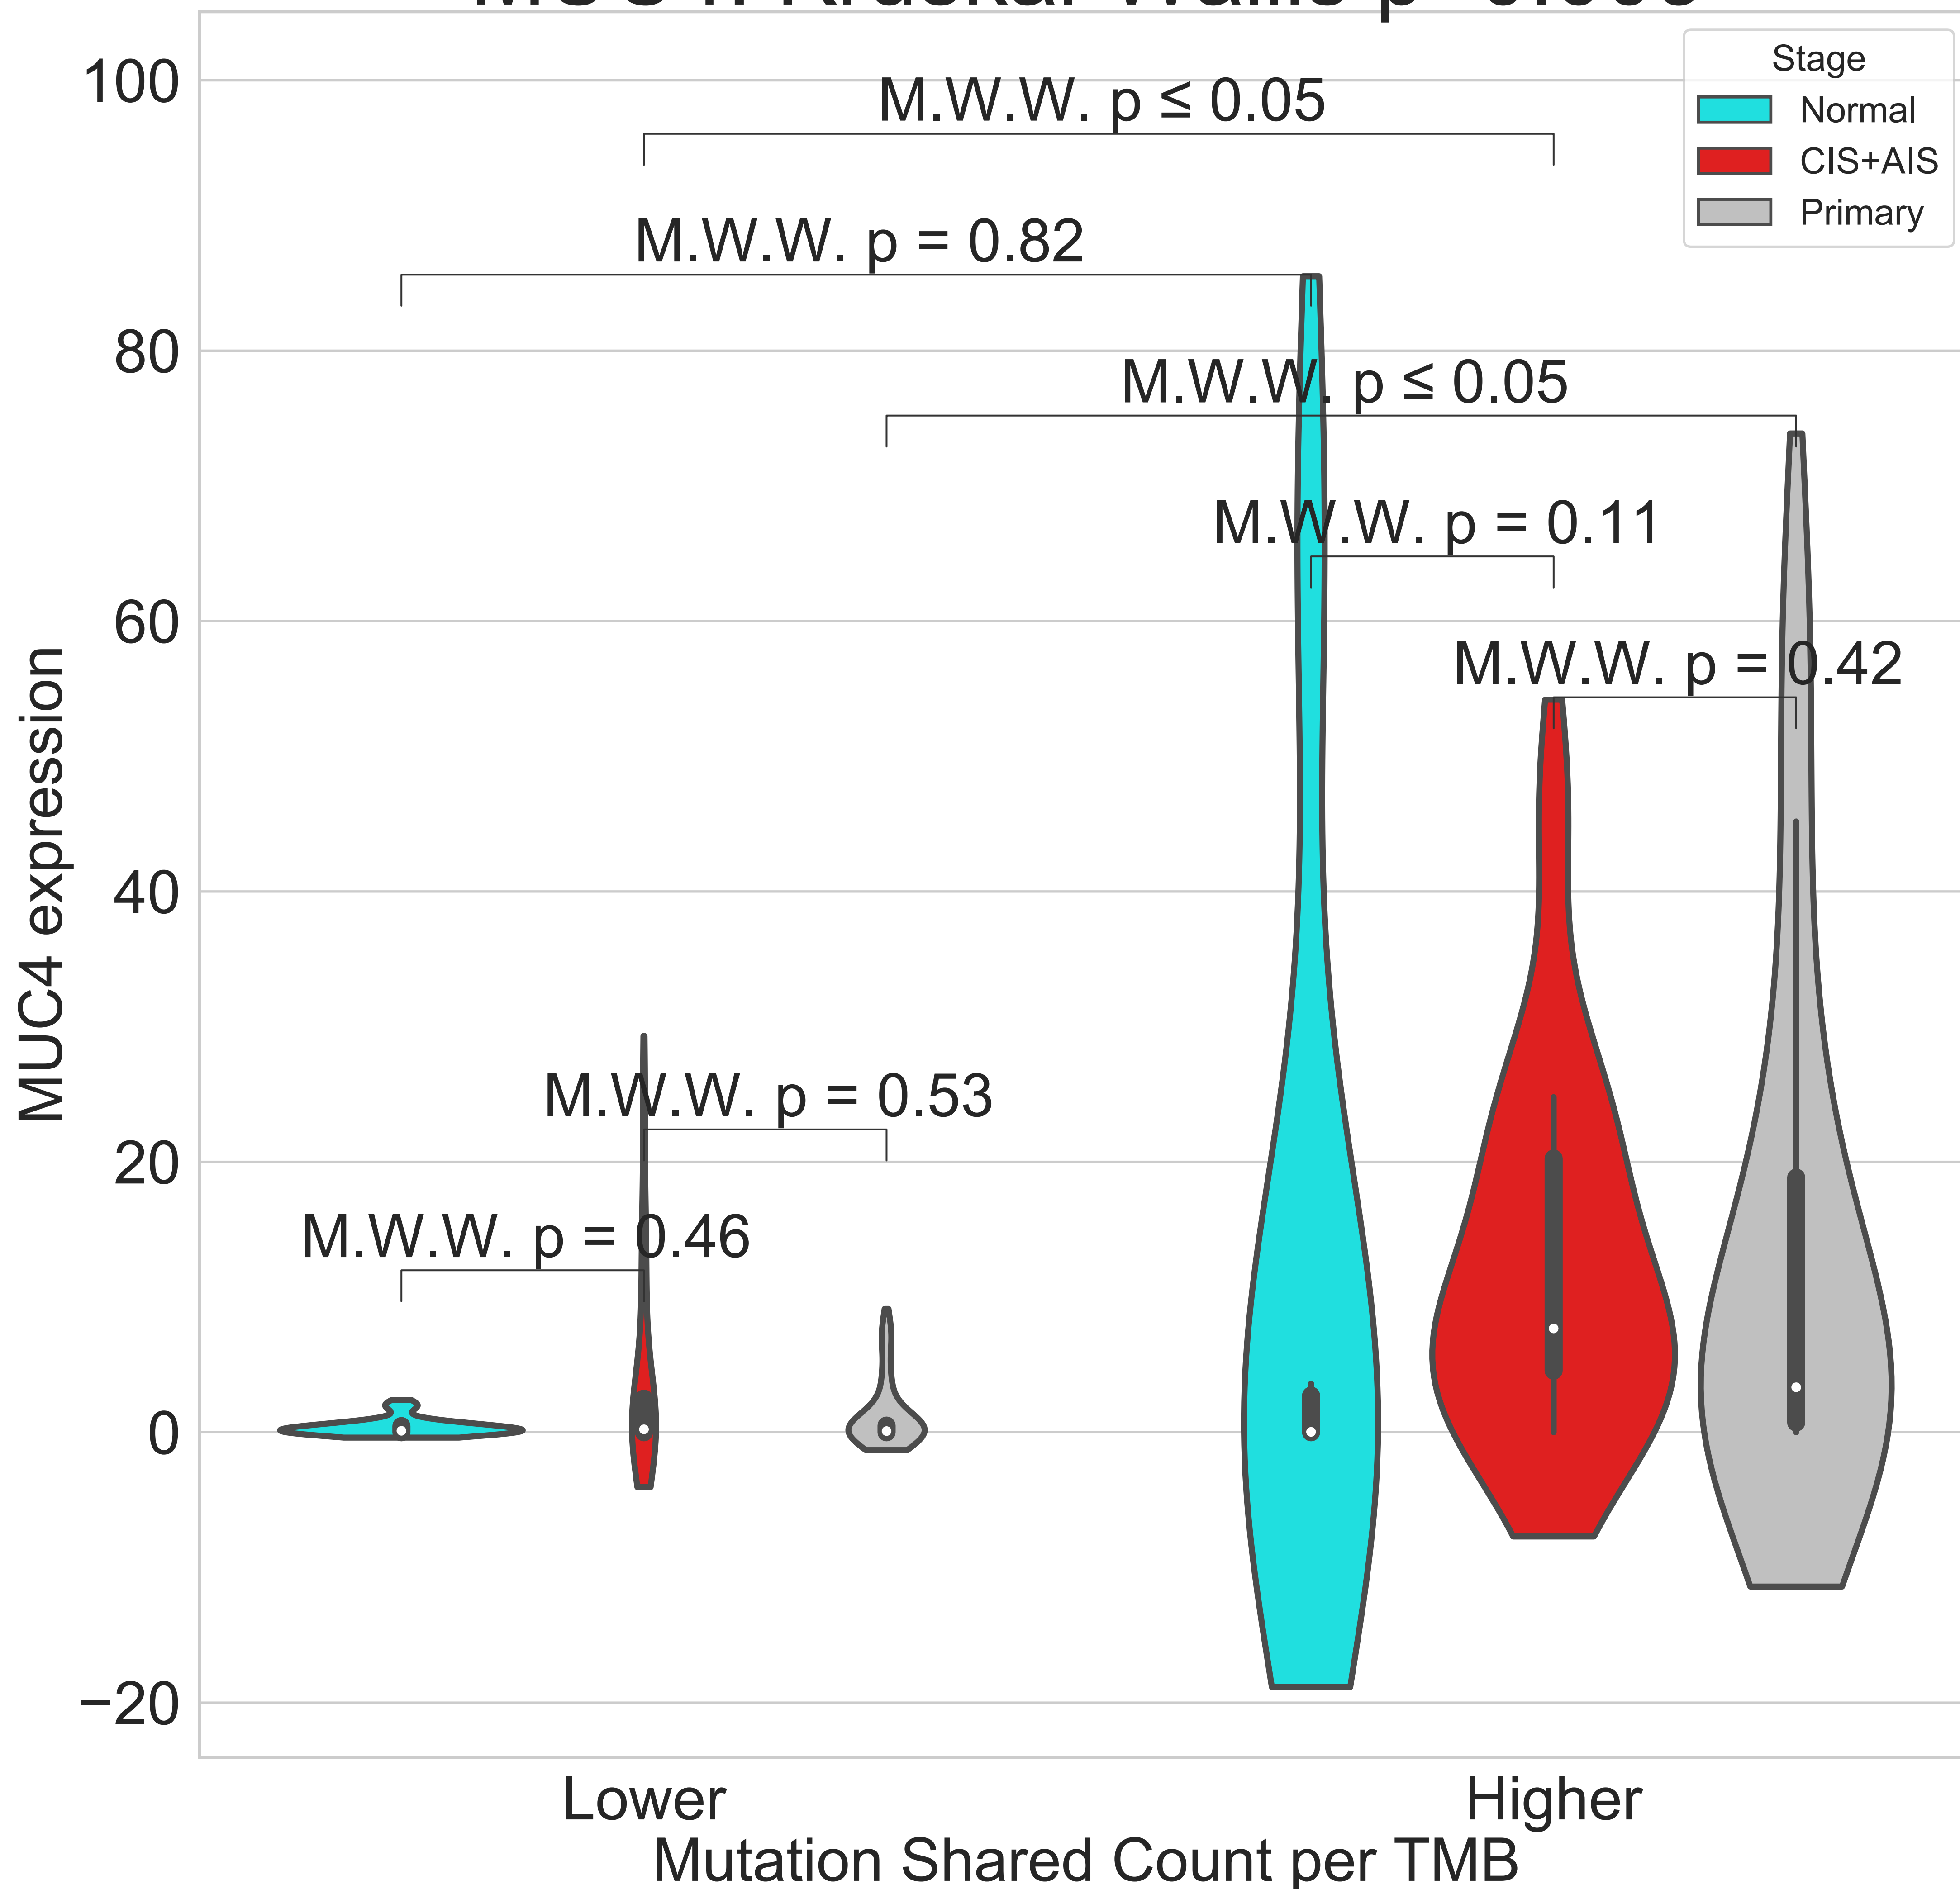 100
80
60
40
20
0
−20
MUC4 expression
Stage
Normal
CIS+AIS
Primary
M.W.W. p ≤ 0.05
M.W.W. p = 0.82
M.W.W. p ≤ 0.05
M.W.W. p = 0.11
M.W.W. p = 0.42
M.W.W. p = 0.53
M.W.W. p = 0.46
Lower
Higher
Mutation Shared Count per TMB